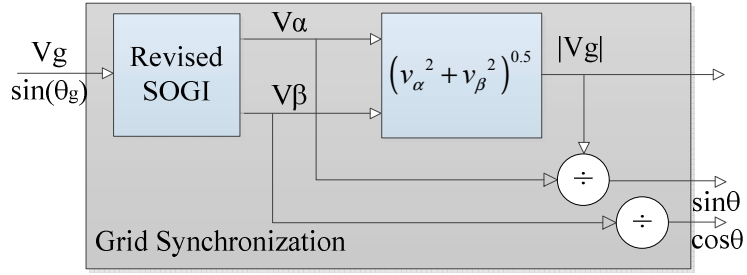 Vg
sin(θg)
Revised
SOGI
Vα
Vβ
(vα² + vβ²)^0.5
|Vg|
÷
÷
sinθ
cosθ
Grid Synchronization